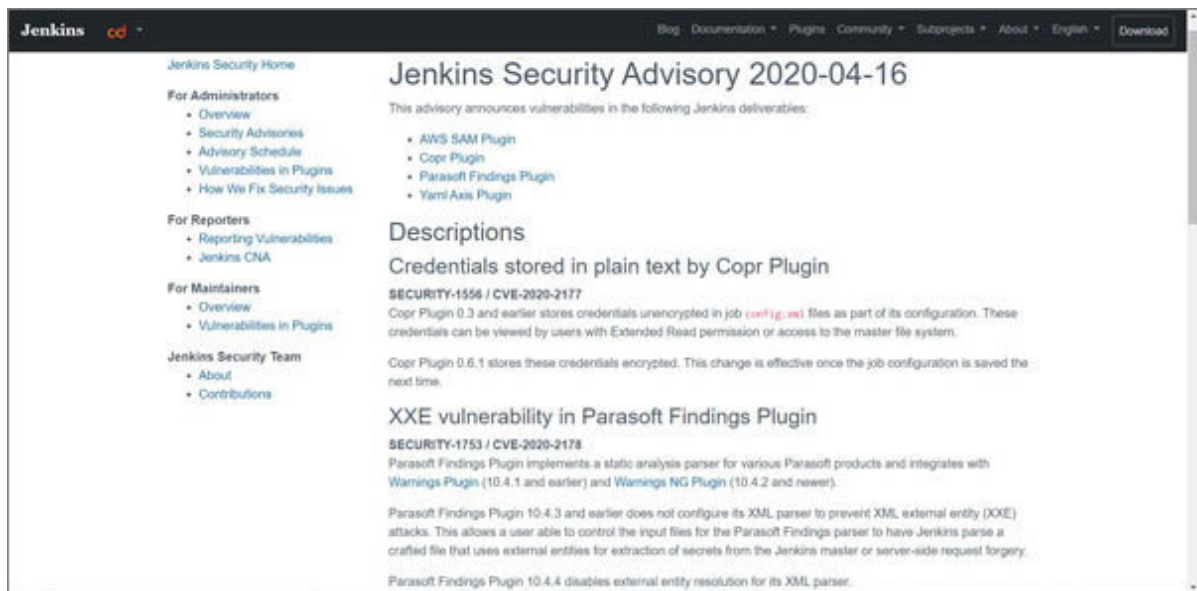 Jenkins cd Blog Documentation Plugins Community Subprojects About English Download
Jenkins Security Home
For Administrators
• Overview
• Security Advisories
• Advisory Schedule
• Vulnerabilities in Plugins
• How We Fix Security Issues
For Reporters
• Reporting Vulnerabilities
• Jenkins CNA
For Maintainers
• Overview
• Vulnerabilities in Plugins
Jenkins Security Team
• About
• Contributions
Jenkins Security Advisory 2020-04-16
This advisory announces vulnerabilities in the following Jenkins deliverables:
• AWS SAM Plugin
• Copr Plugin
• Parasoft Findings Plugin
• Yaml Axis Plugin
Descriptions
Credentials stored in plain text by Copr Plugin
SECURITY-1556 / CVE-2020-2177
Copr Plugin 0.3 and earlier stores credentials unencrypted in job config.xml files as part of its configuration. These
credentials can be viewed by users with Extended Read permission or access to the master file system.
Copr Plugin 0.6.1 stores these credentials encrypted. This change is effective once the job configuration is saved the
next time.
XXE vulnerability in Parasoft Findings Plugin
SECURITY-1753 / CVE-2020-2178
Parasoft Findings Plugin implements a static analysis parser for various Parasoft products and integrates with
Warnings Plugin (10.4.1 and earlier) and Warnings NG Plugin (10.4.2 and newer).
Parasoft Findings Plugin 10.4.3 and earlier does not configure its XML parser to prevent XML external entity (XXE)
attacks. This allows a user able to control the input files for the Parasoft Findings parser to have Jenkins parse a
crafted file that uses external entities for extraction of secrets from the Jenkins master or server-side request forgery.
Parasoft Findings Plugin 10.4.4 disables external entity resolution for its XML parser.